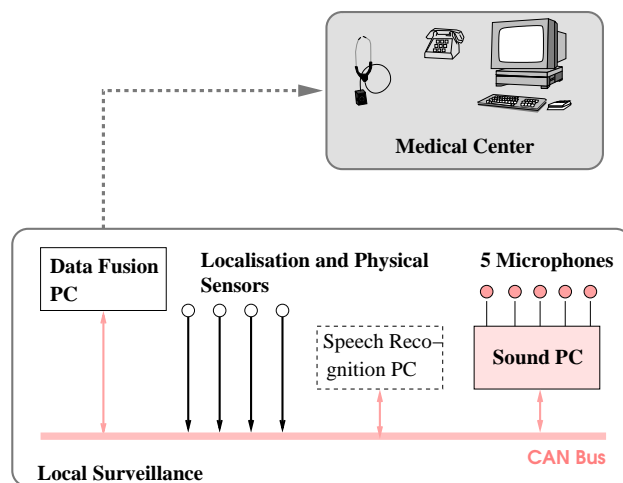 Medical Center
Data Fusion
PC
Localisation and Physical
Sensors
5 Microphones
Speech Reco–
gnition PC
Sound PC
CAN Bus
Local Surveillance